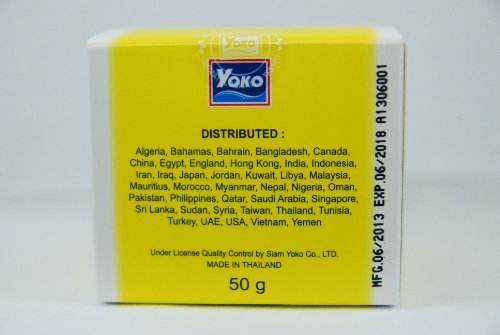 YOKO
YOKO
DISTRIBUTED :
Algeria, Bahamas, Bahrain, Bangladesh, Canada,
China, Egypt, England, Hong Kong, India, Indonesia,
Iran, Iraq, Japan, Jordan, Kuwait, Libya, Malaysia,
Mauritius, Morocco, Myanmar, Nepal, Nigeria, Oman,
Pakistan, Philippines, Qatar, Saudi Arabia, Singapore,
Sri Lanka, Sudan, Syria, Taiwan, Thailand, Tunisia,
Turkey, UAE, USA, Vietnam, Yemen
Under License Quality Control by Siam Yoko Co., LTD.
MADE IN THAILAND
50 g
MFG.06/2013 EXP.06/2018 A1306001